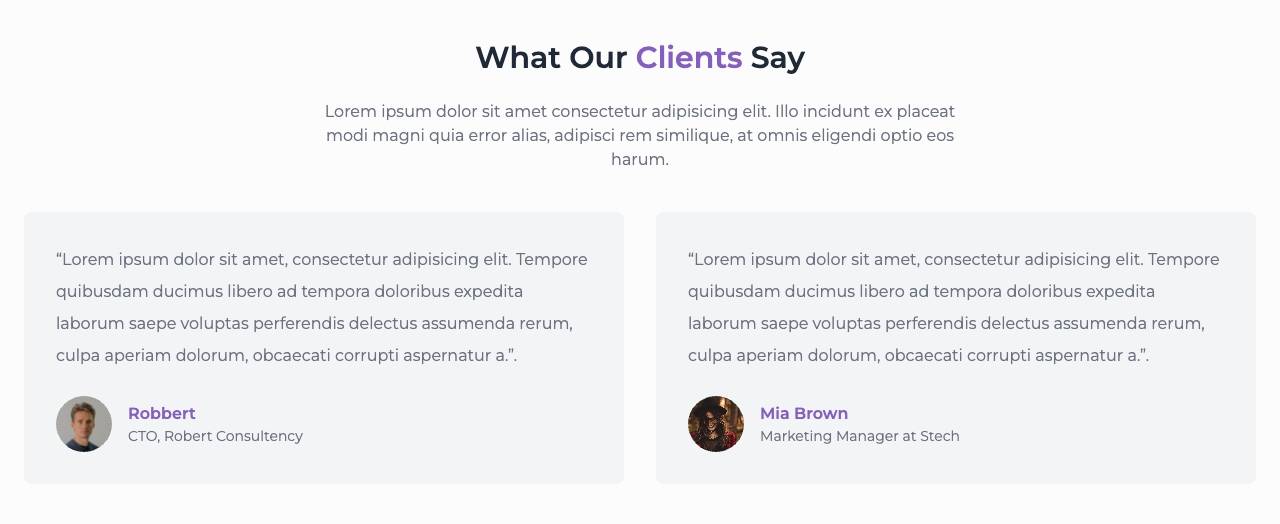 What Our Clients Say
Lorem ipsum dolor sit amet consectetur adipisicing elit. Illo incidunt ex placeat
modi magni quia error alias, adipisci rem similique, at omnis eligendi optio eos
harum.
“Lorem ipsum dolor sit amet, consectetur adipisicing elit. Tempore
quibusdam ducimus libero ad tempora doloribus expedita
laborum saepe voluptas perferendis delectus assumenda rerum,
culpa aperiam dolorum, obcaecati corrupti aspernatur a.”.
Robbert
CTO, Robert Consultency
“Lorem ipsum dolor sit amet, consectetur adipisicing elit. Tempore
quibusdam ducimus libero ad tempora doloribus expedita
laborum saepe voluptas perferendis delectus assumenda rerum,
culpa aperiam dolorum, obcaecati corrupti aspernatur a.”.
Mia Brown
Marketing Manager at Stech